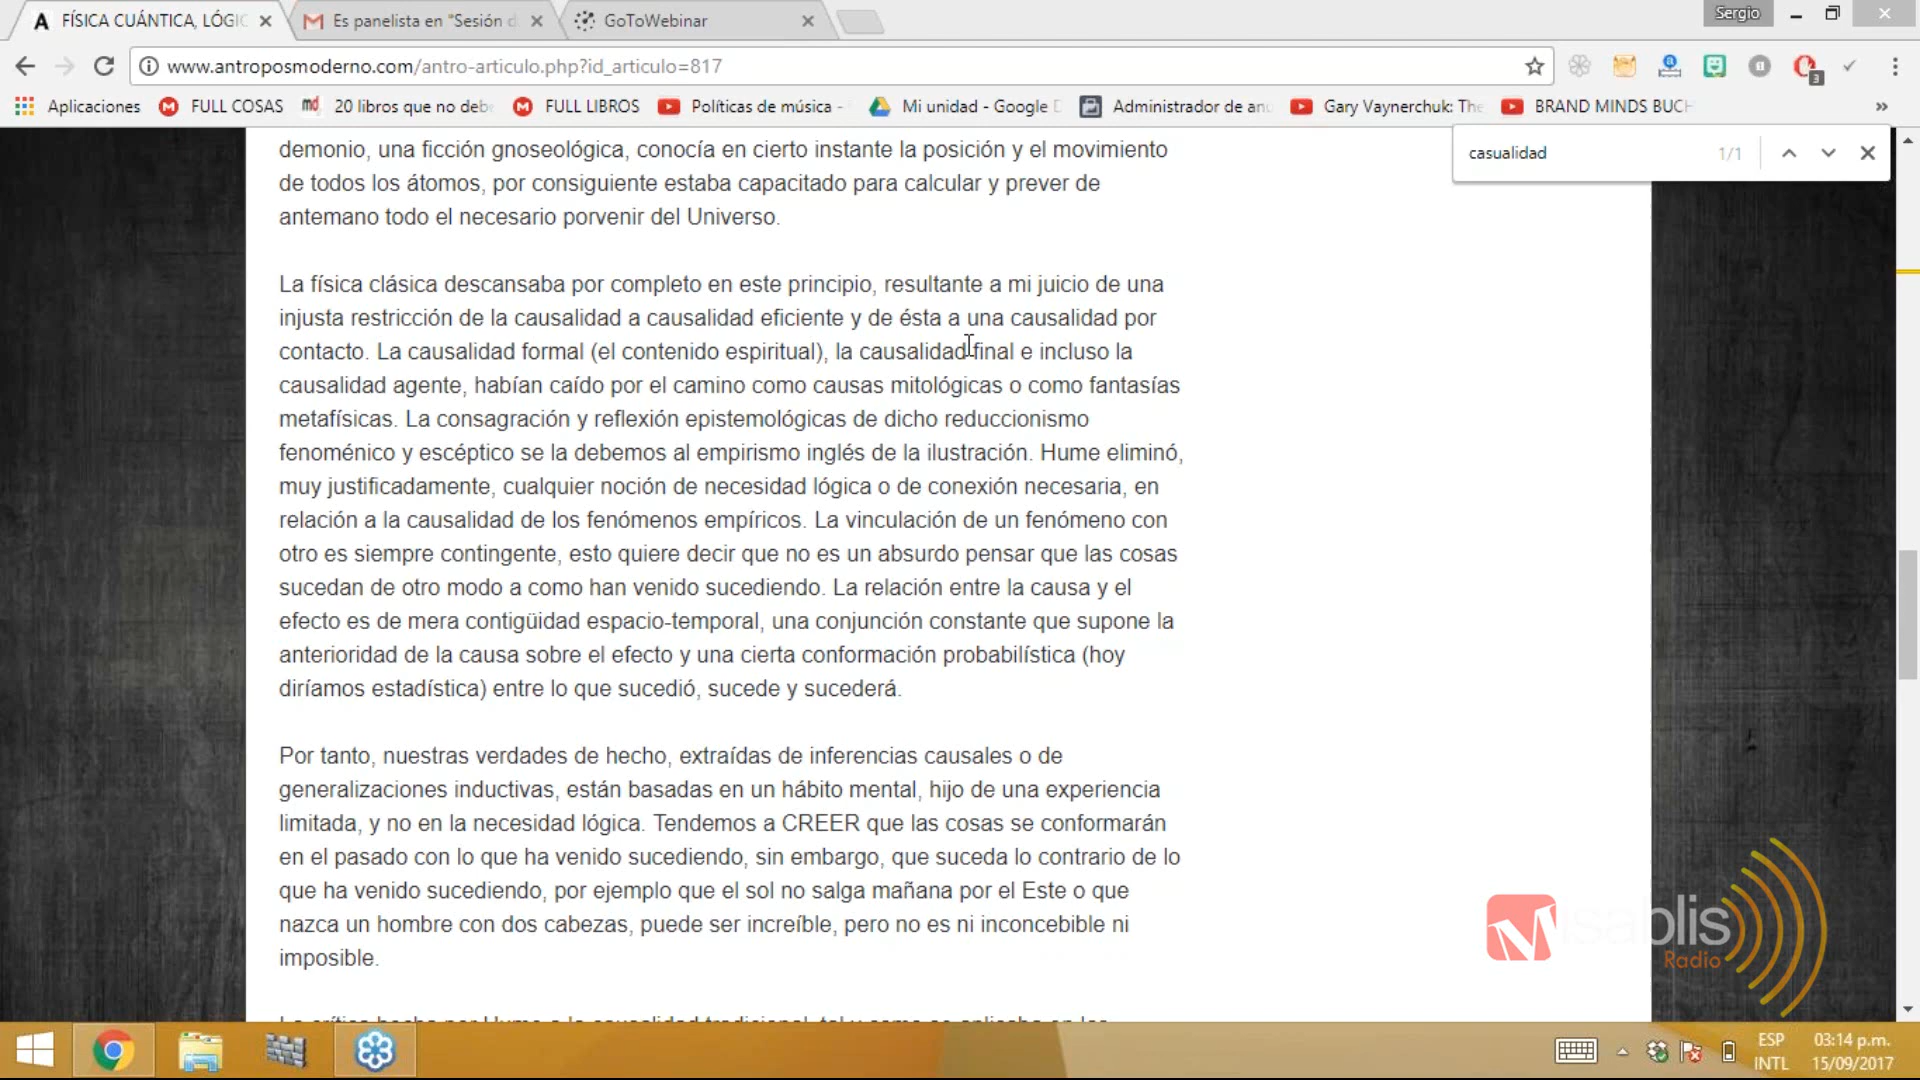 FÍSICA CUÁNTICA, LÓGIC
Es panelista en "Sesión d
GoToWebinar
Sergio
www.antroposmoderno.com/antro-articulo.php?id_articulo=817
3
Aplicaciones
FULL COSAS
20 libros que no deb
FULL LIBROS
Políticas de música -
Mi unidad - Google D
Administrador de anu
Gary Vaynerchuk: The
BRAND MINDS BUCH
»
casualidad
1/1
demonio, una ficción gnoseológica, conocía en cierto instante la posición y el movimiento
de todos los átomos, por consiguiente estaba capacitado para calcular y prever de
antemano todo el necesario porvenir del Universo.
La física clásica descansaba por completo en este principio, resultante a mi juicio de una
injusta restricción de la causalidad a causalidad eficiente y de ésta a una causalidad por
contacto. La causalidad formal (el contenido espiritual), la causalidad final e incluso la
causalidad agente, habían caído por el camino como causas mitológicas o como fantasías
metafísicas. La consagración y reflexión epistemológicas de dicho reduccionismo
fenoménico y escéptico se la debemos al empirismo inglés de la ilustración. Hume eliminó,
muy justificadamente, cualquier noción de necesidad lógica o de conexión necesaria, en
relación a la causalidad de los fenómenos empíricos. La vinculación de un fenómeno con
otro es siempre contingente, esto quiere decir que no es un absurdo pensar que las cosas
sucedan de otro modo a como han venido sucediendo. La relación entre la causa y el
efecto es de mera contigüidad espacio-temporal, una conjunción constante que supone la
anterioridad de la causa sobre el efecto y una cierta conformación probabilística (hoy
diríamos estadística) entre lo que sucedió, sucede y sucederá.
Por tanto, nuestras verdades de hecho, extraídas de inferencias causales o de
generalizaciones inductivas, están basadas en un hábito mental, hijo de una experiencia
limitada, y no en la necesidad lógica. Tendemos a CREER que las cosas se conformarán
en el pasado con lo que ha venido sucediendo, sin embargo, que suceda lo contrario de lo
que ha venido sucediendo, por ejemplo que el sol no salga mañana por el Este o que
nazca un hombre con dos cabezas, puede ser increíble, pero no es ni inconcebible ni
imposible.
La crítica hecha por Hume a la causalidad tradicional, tal y como se aplicaba en los
Misablis
Radio
ESP
INTL
03:14 p.m.
15/09/2017